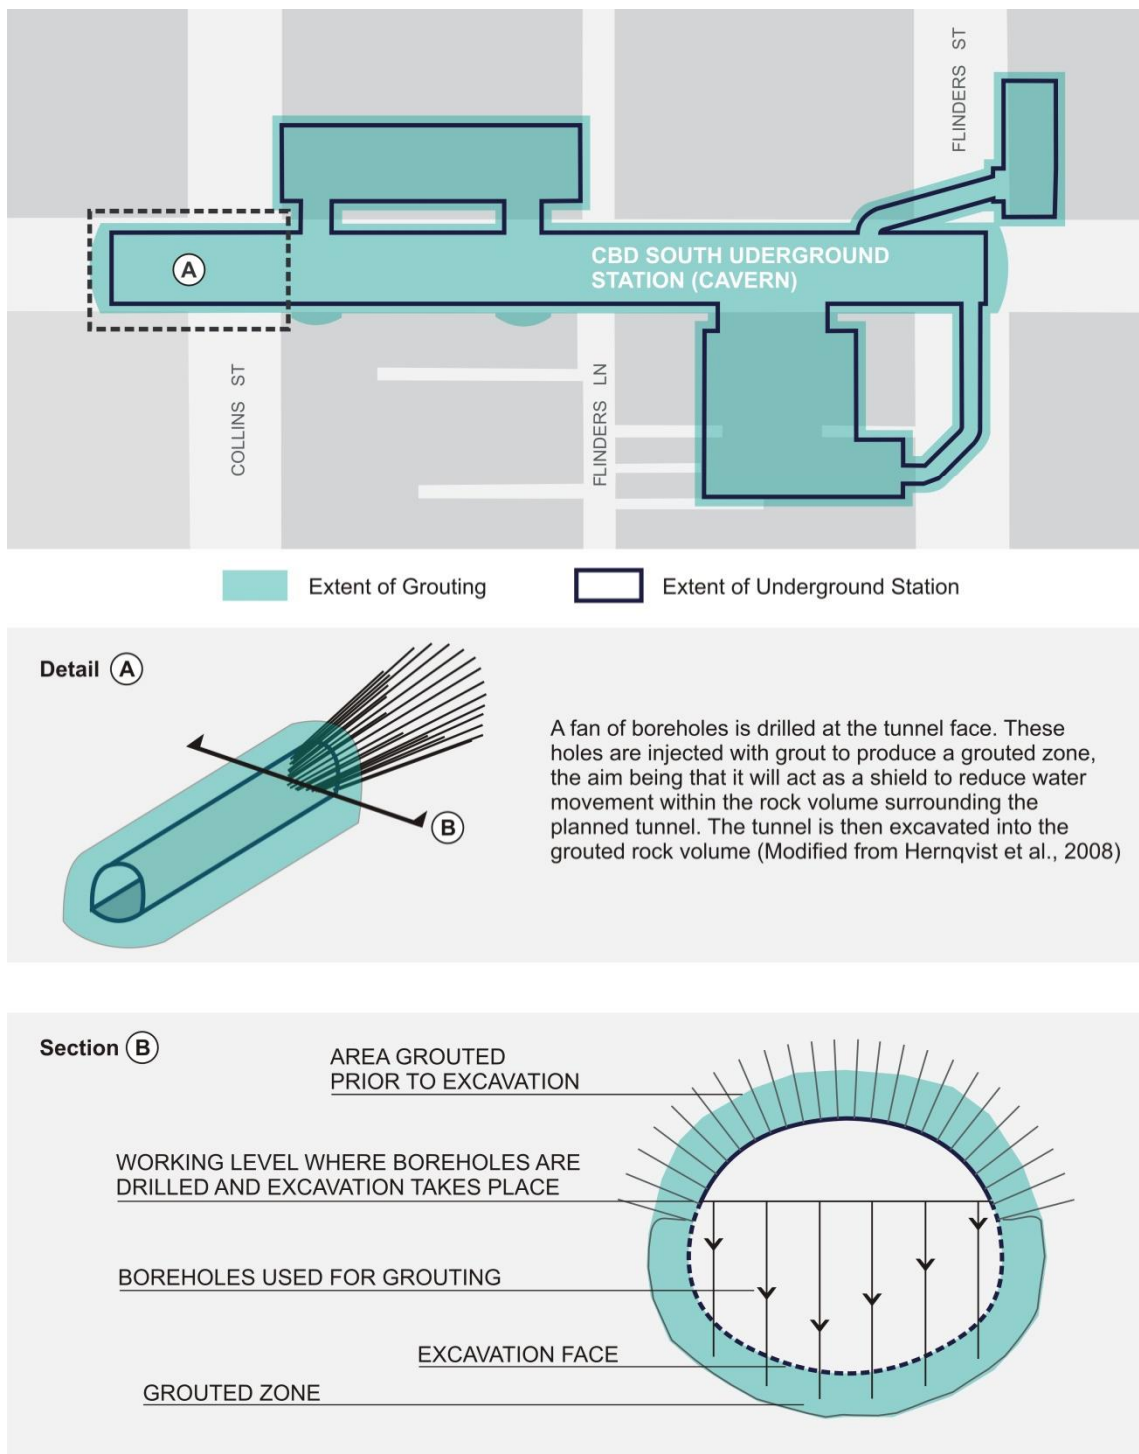 FLINDERS ST
CBD SOUTH UDERGROUND
STATION (CAVERN)
A
COLLINS ST
FLINDERS LN
Extent of Grouting
Extent of Underground Station
Detail A
A fan of boreholes is drilled at the tunnel face. These
holes are injected with grout to produce a grouted zone,
the aim being that it will act as a shield to reduce water
movement within the rock volume surrounding the
planned tunnel. The tunnel is then excavated into the
grouted rock volume (Modified from Hernqvist et al., 2008)
B
Section B
AREA GROUTED
PRIOR TO EXCAVATION
WORKING LEVEL WHERE BOREHOLES ARE
DRILLED AND EXCAVATION TAKES PLACE
BOREHOLES USED FOR GROUTING
EXCAVATION FACE
GROUTED ZONE